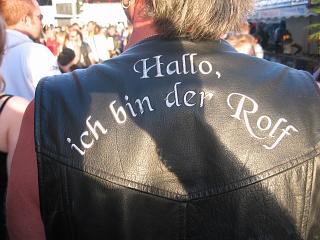 Hallo,
ich bin der Rolf